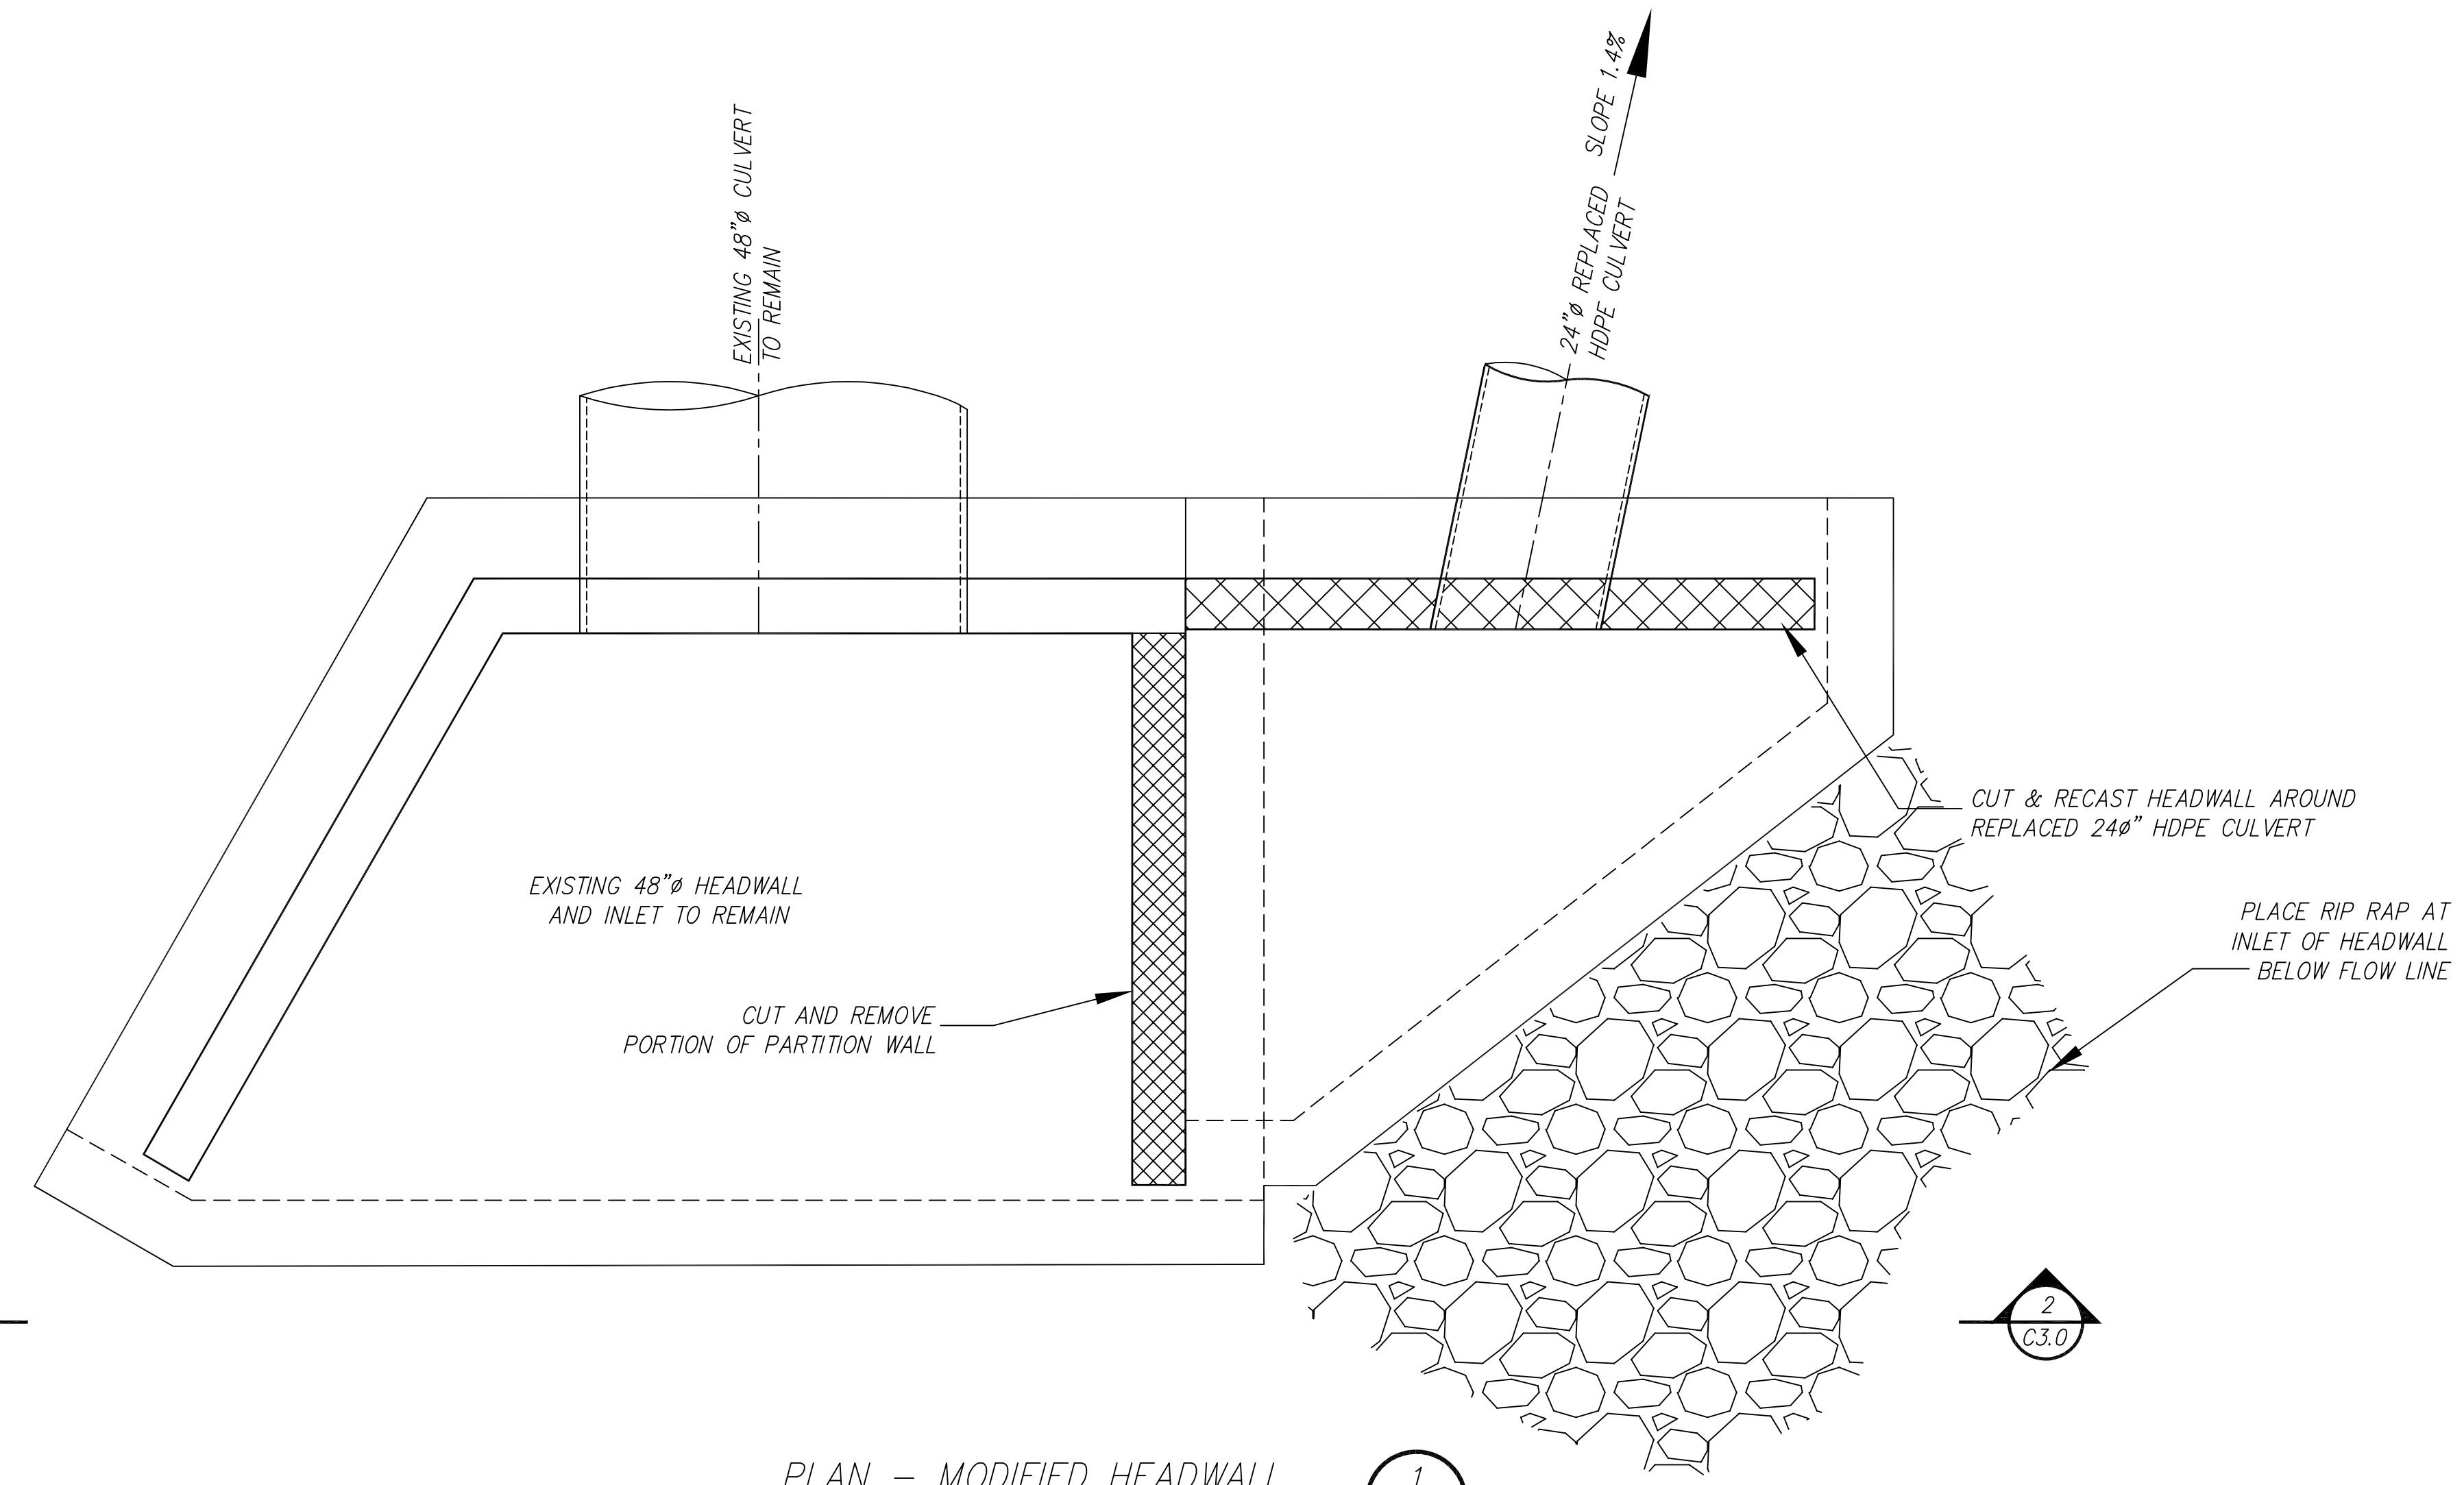 EXISTING 48"ø CULVERT
TO REMAIN
24"ø REPLACED SLOPE 1.4%
HDPE CULVERT
CUT & RECAST HEADWALL AROUND
REPLACED 24ø" HDPE CULVERT
EXISTING 48"ø HEADWALL
AND INLET TO REMAIN
PLACE RIP RAP AT
INLET OF HEADWALL
BELOW FLOW LINE
CUT AND REMOVE
PORTION OF PARTITION WALL
2
C3.0
PLAN - MODIFIED HEADWALL
1